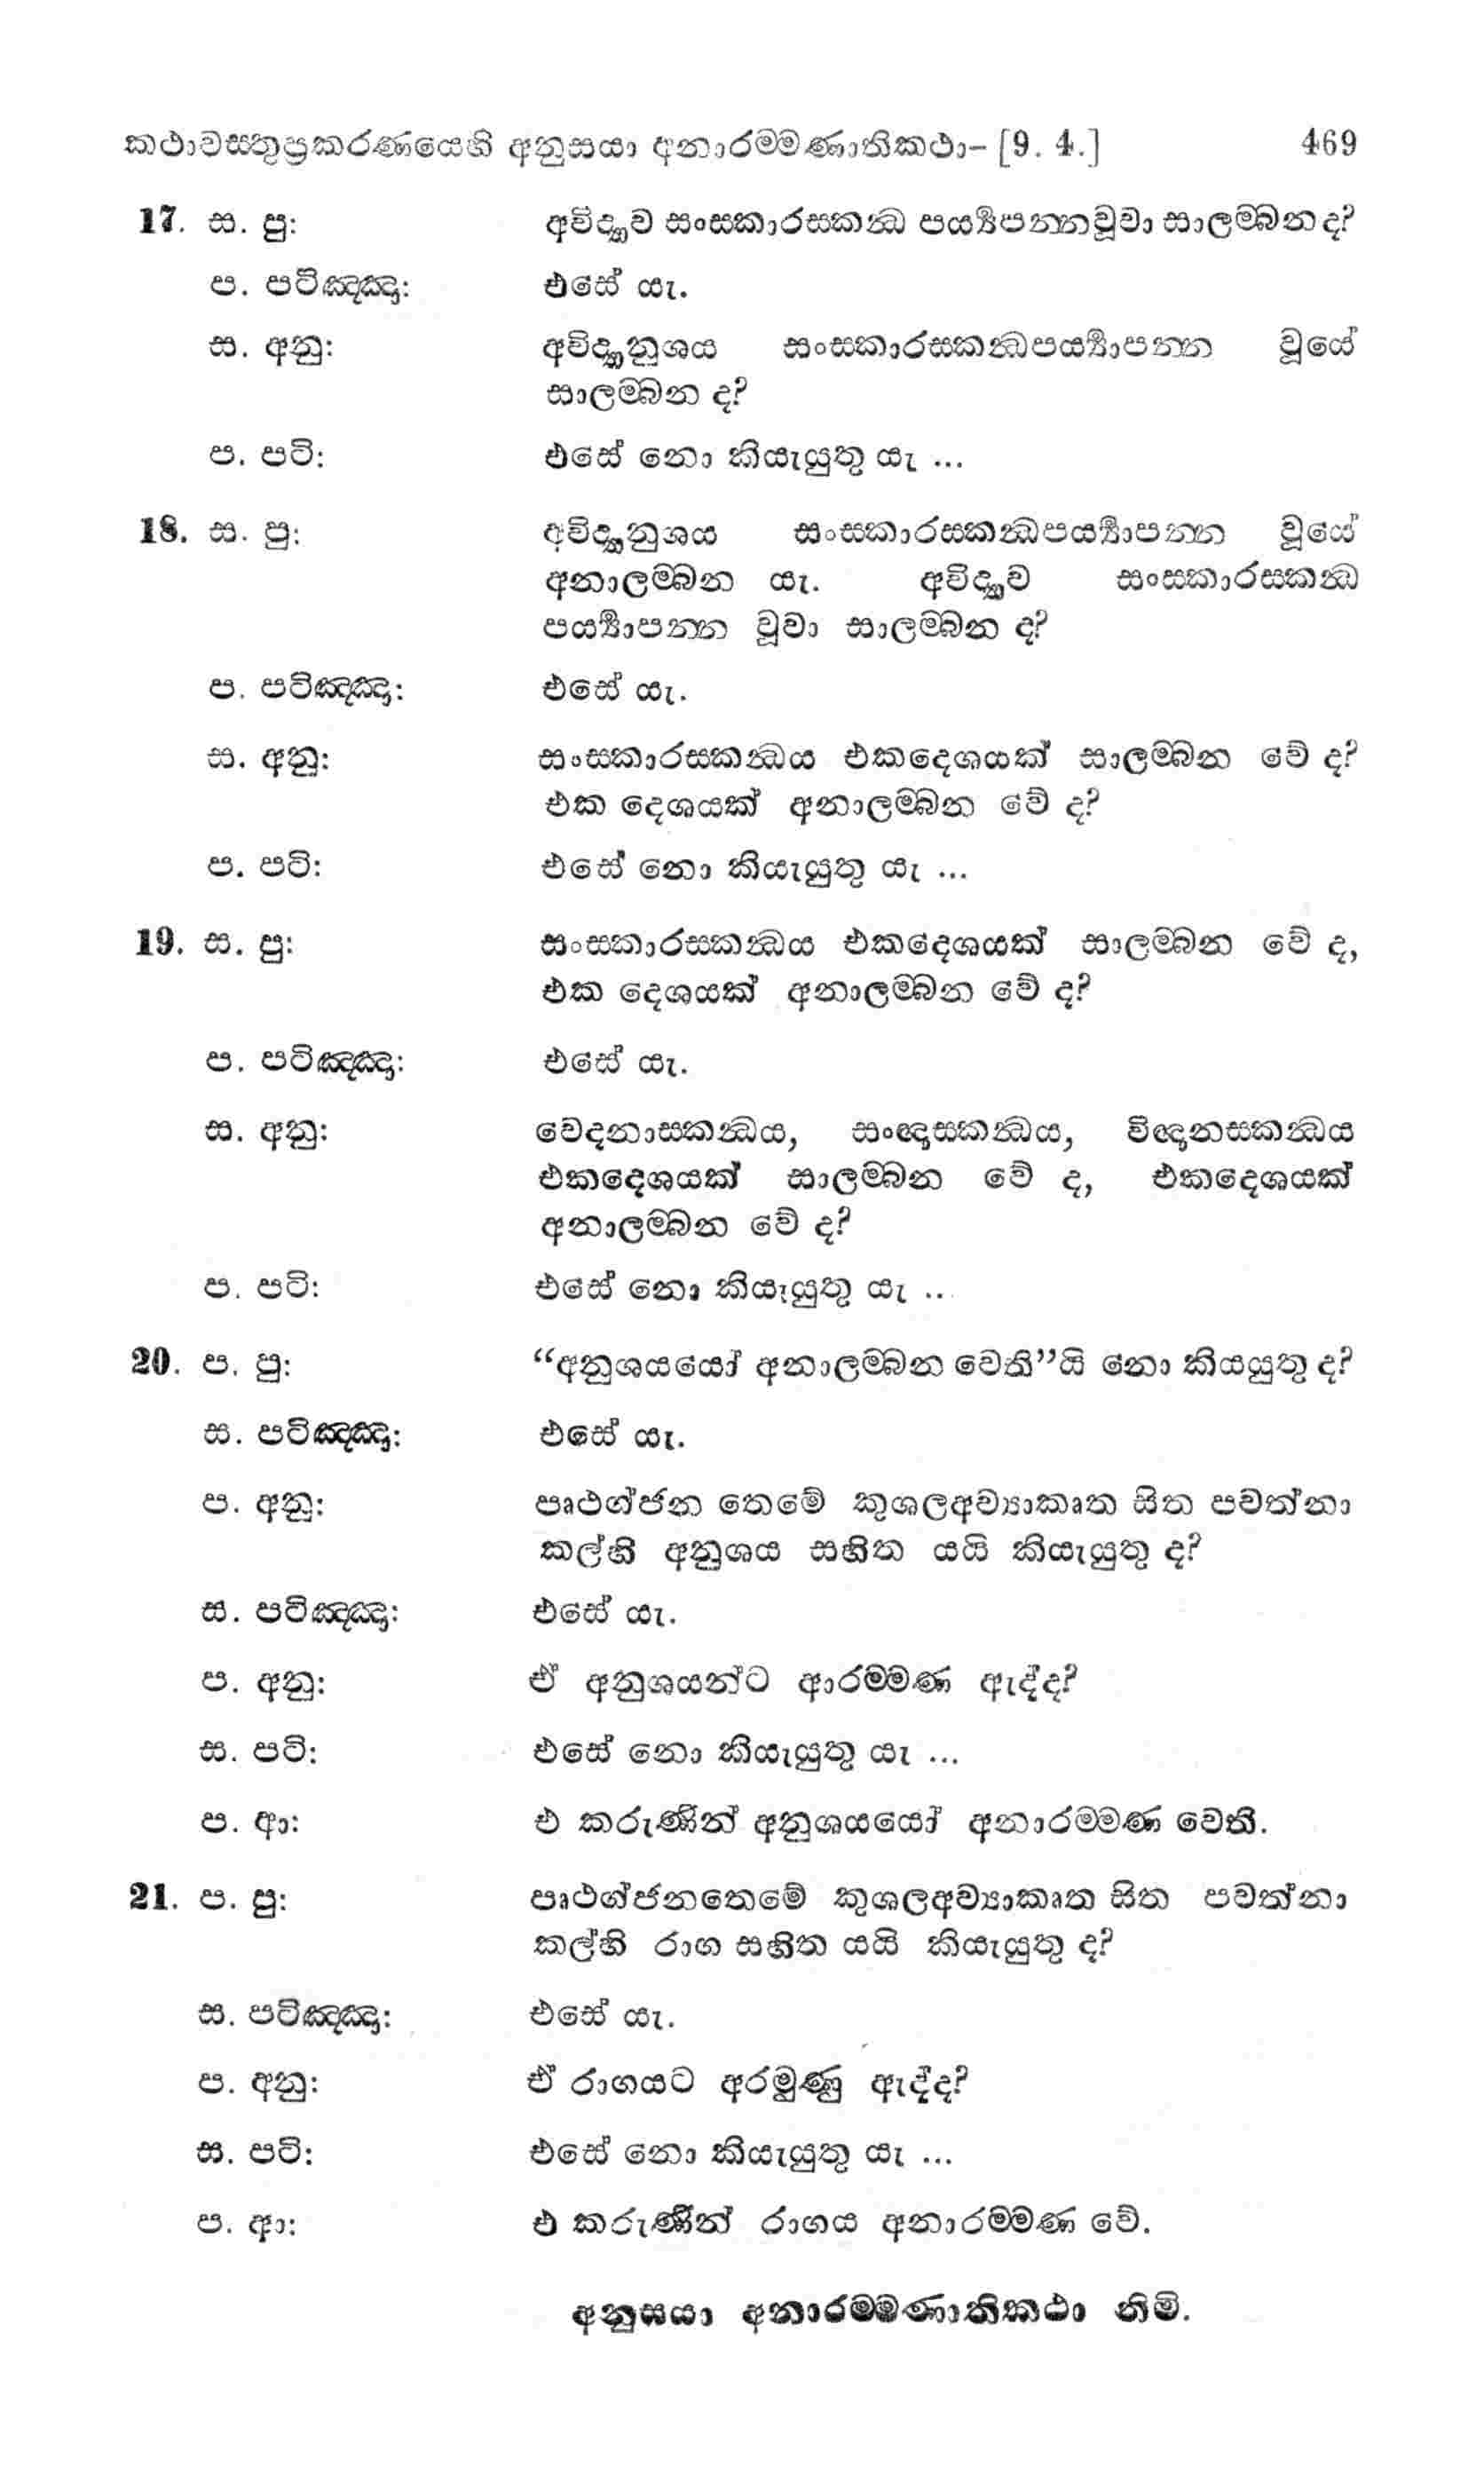 කථාවස්තුප්‍රකරණයෙහි අනුසයා අනාරම්මණාතිකථා– [9. 4.] 469
17. ස. පු: අවිද්‍යාව සංස්කාරස්කන්ධ පර්‍ය්‍යපන්නවූවා සාලම්බන ද?
ප. පටිඤ්ඤා: එසේ යැ.
ස. අනු: අවිද්‍යානුශය සංස්කාරස්කන්ධපර්‍ය්‍යාපන්න වූයේ
සාලම්බන ද?
ප. පටි: එසේ නො කියැයුතු යැ ...
18. ස. පු: අවිද්‍යානුශය සංස්කාරස්කන්ධපර්‍ය්‍යාපන්න වූයේ
අනාලම්බන යැ. අවිද්‍යාව සංස්කාරස්කන්ධ
පර්‍ය්‍යාපන්න වූවා සාලම්බන ද?
ප. පටිඤ්ඤා: එසේ යැ.
ස. අනු: සංස්කාරස්කන්ධය එකදෙශයක් සාලම්බන වේ ද?
එක දෙශයක් අනාලම්බන වේ ද?
ප. පටි: එසේ නො කියැයුතු යැ ...
19. ස. පු: සංස්කාරස්කන්ධය එකදෙශයක් සාලම්බන වේ ද,
එක දෙශයක් අනාලම්බන වේ ද?
ප. පටිඤ්ඤා: එසේ යැ.
ස. අනු: වෙදනාස්කන්ධය, සංඥාස්කන්ධය, විඥානස්කන්ධය
එකදෙශයක් සාලම්බන වේ ද, එකදෙශයක්
අනාලම්බන වේ ද?
ප. පටි: එසේ නො කියැයුතු යැ ...
20. ප. පු: “අනුශයයෝ අනාලම්බන වෙති”යි නො කියයුතු ද?
ස. පටිඤ්ඤා: එසේ යැ.
ප. අනු: පෘථග්ජන තෙමේ කුශලඅව්‍යාකෘත සිත පවත්නා
කල්හි අනුශය සහිත යයි කියැයුතු ද?
ස. පටිඤ්ඤා: එසේ යැ.
ප. අනු: ඒ අනුශයන්ට ආරම්මණ ඇද්ද?
ස. පටි: එසේ නො කියැයුතු යැ ...
ප. ආ: එ කරුණින් අනුශයයෝ අනාරම්මණ වෙති.
21. ප. පු: පෘථග්ජනතෙමේ කුශලඅව්‍යාකෘත සිත පවත්නා
කල්හි රාග සහිත යයි කියැයුතු ද?
ස. පටිඤ්ඤා: එසේ යැ.
ප. අනු: ඒ රාගයට අරමුණු ඇද්ද?
ස. පටි: එසේ නො කියැයුතු යැ ...
ප. ආ: එ කරුණින් රාගය අනාරම්මණ වේ.
අනුසයා අනාරම්මණාතිකථා නිමි.